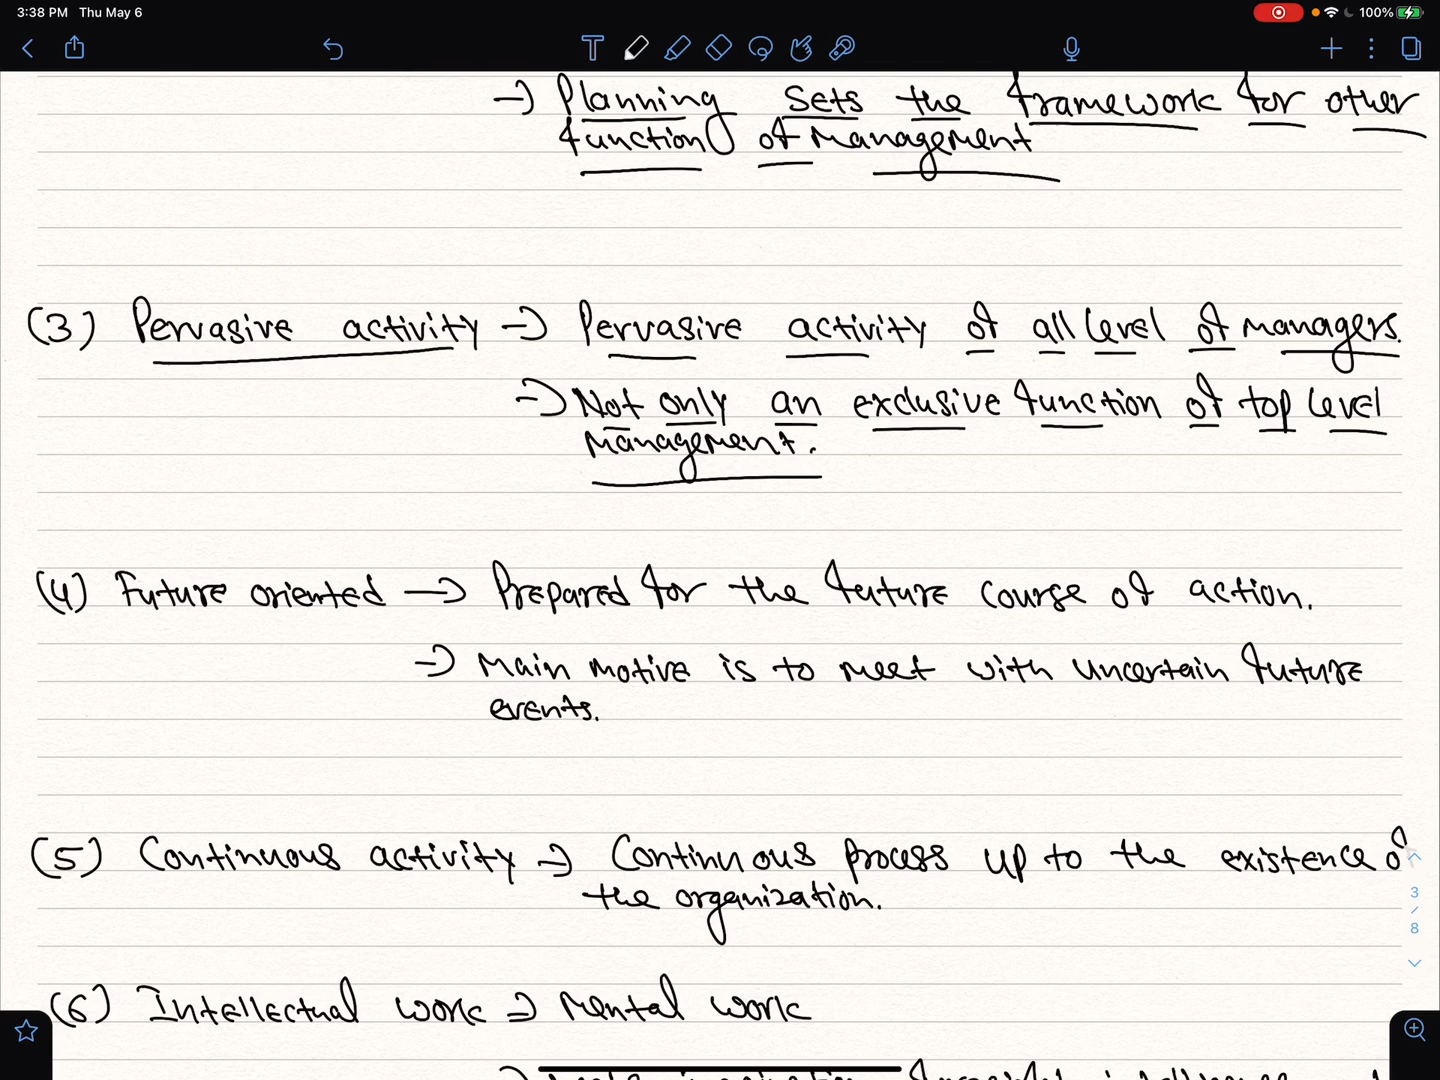 3:38 PM Thu May 6
100%
→ Planning sets the framework for other
function of management
(3) Pervasive activity → Pervasive activity of all level of managers.
→ Not only an exclusive function of top level
management.
(4) Future oriented → Prepared for the future course of action.
→ Main motive is to meet with uncertain future
events.
(5) Continuous activity → Continuous process up to the existence of
the organization.
3
/
8
(6) Intellectual work → Mental work